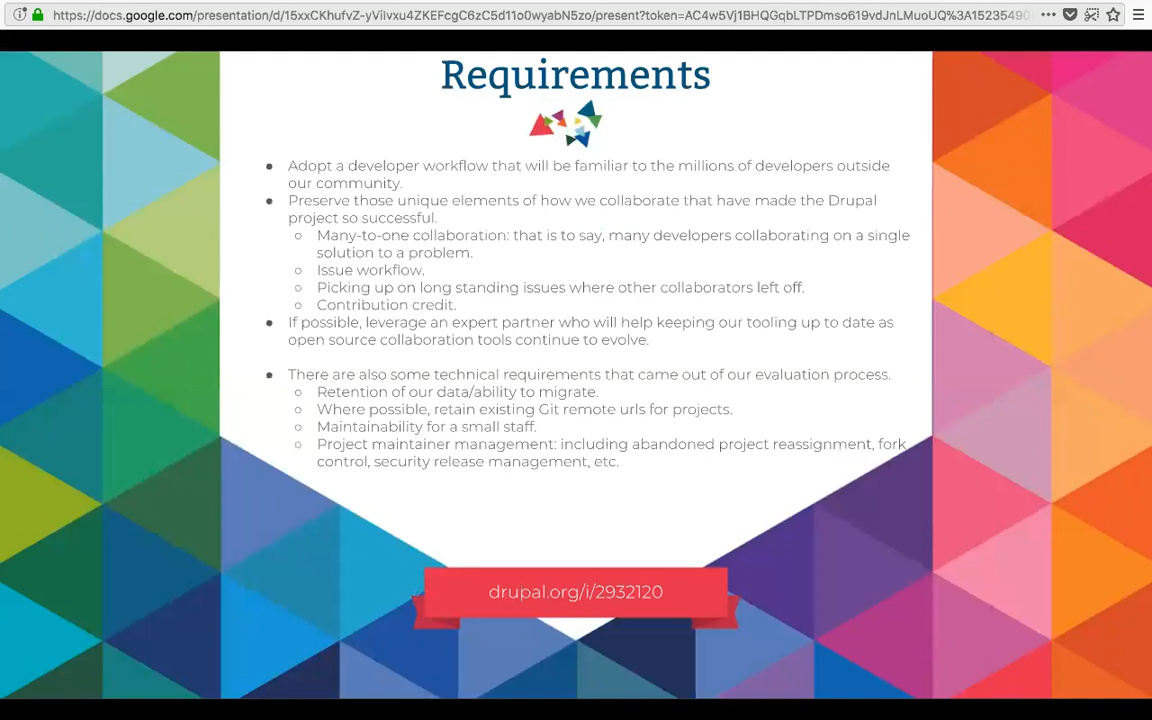 https://docs.google.com/presentation/d/15xxCKhufvZ-yViIvxu4ZKEFcgC6zC5d11o0wyabN5zo/present?token=AC4w5Vj1BHQGqbLTPDmso619vdJnLMuoUQ%3A15235490
Requirements
● Adopt a developer workflow that will be familiar to the millions of developers outside
our community.
● Preserve those unique elements of how we collaborate that have made the Drupal
project so successful.
○ Many-to-one collaboration: that is to say, many developers collaborating on a single
solution to a problem.
○ Issue workflow.
○ Picking up on long standing issues where other collaborators left off.
○ Contribution credit.
● If possible, leverage an expert partner who will help keeping our tooling up to date as
open source collaboration tools continue to evolve.
● There are also some technical requirements that came out of our evaluation process.
○ Retention of our data/ability to migrate.
○ Where possible, retain existing Git remote urls for projects.
○ Maintainability for a small staff.
○ Project maintainer management: including abandoned project reassignment, fork
control, security release management, etc.
drupal.org/i/2932120